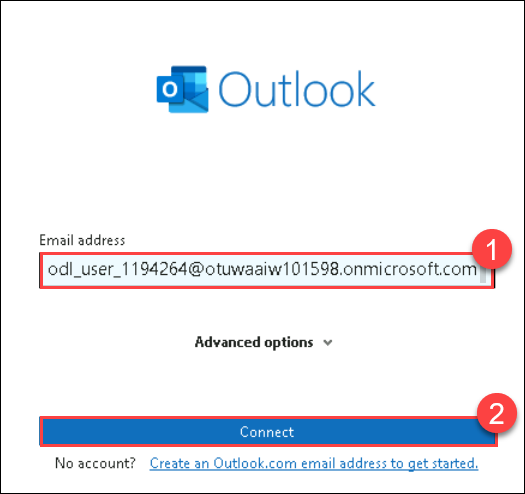 O Outlook
Email address
1
odl_user_1194264@otuwaaiw101598.onmicrosoft.com
Advanced options
2
Connect
No account? Create an Outlook.com email address to get started.